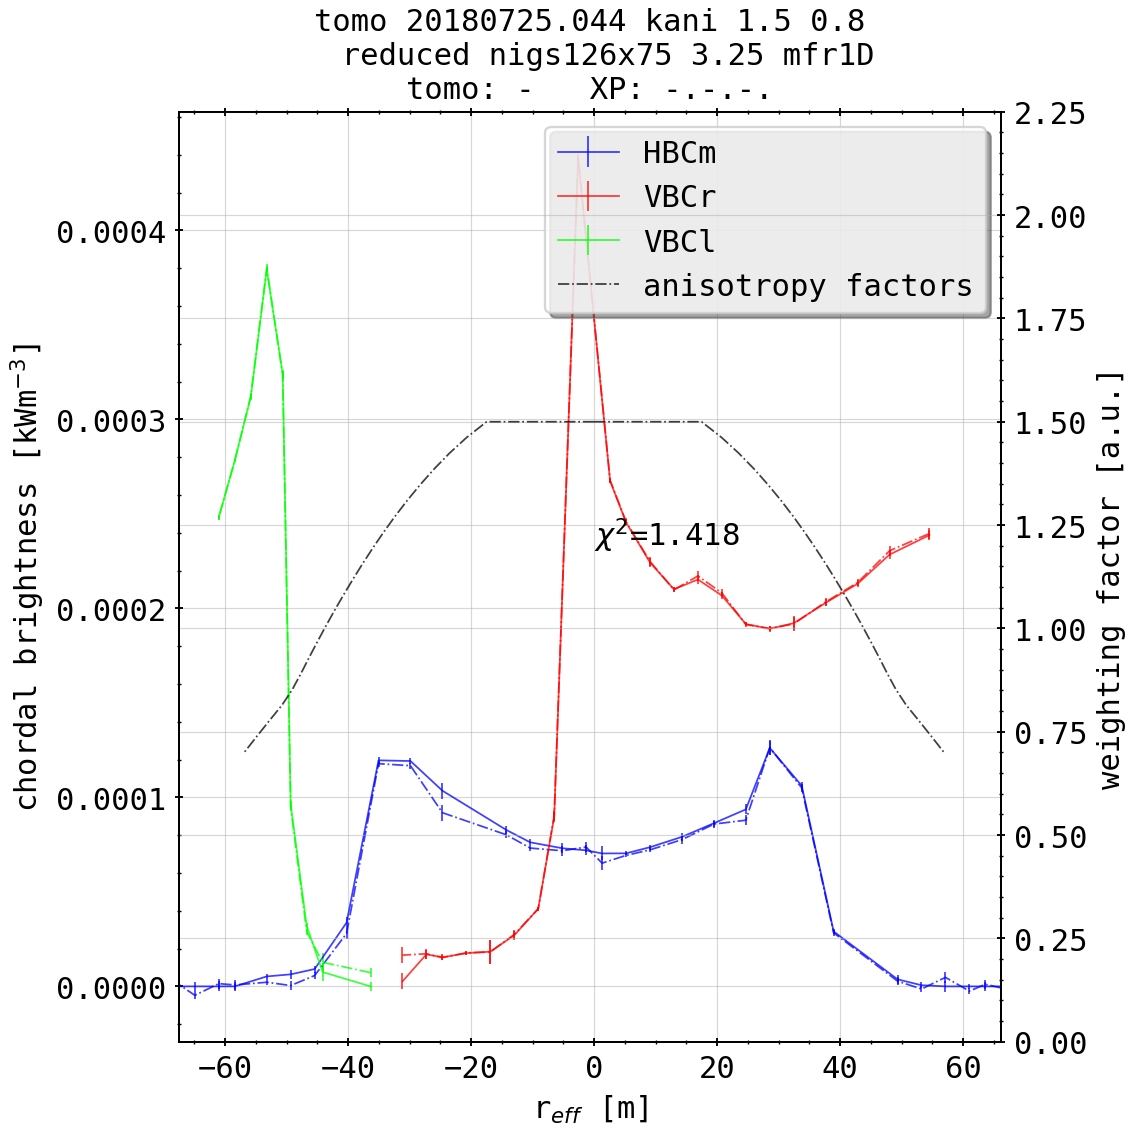 tomo 20180725.044 kani 1.5 0.8
reduced nigs126x75 3.25 mfr1D
tomo: - XP: -.-.-.
HBCm
VBCr
VBCl
anisotropy factors
χ²=1.418
chordal brightness [kWm⁻³]
0.0004
0.0003
0.0002
0.0001
0.0000
2.25
2.00
1.75
1.50
1.25
1.00
0.75
0.50
0.25
0.00
weighting factor [a.u.]
−60 −40 −20 0 20 40 60
r_eff [m]